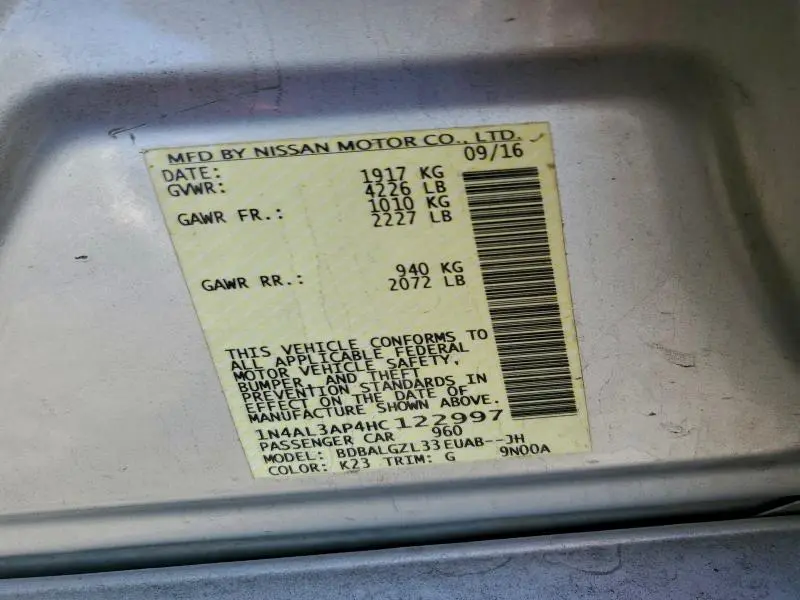 MFD BY NISSAN MOTOR CO., LTD.
DATE: 09/16
GVWR: 1917 KG
4226 LB
GAWR FR.: 1010 KG
2227 LB
GAWR RR.: 940 KG
2072 LB
THIS VEHICLE CONFORMS TO
ALL APPLICABLE FEDERAL
MOTOR VEHICLE SAFETY,
BUMPER, AND THEFT
PREVENTION STANDARDS IN
EFFECT ON THE DATE OF
MANUFACTURE SHOWN ABOVE.
1N4AL3AP4HC122997
PASSENGER CAR 960
MODEL: BDBALGZL33EUAB--JH
COLOR: K23 TRIM: G 9N00A